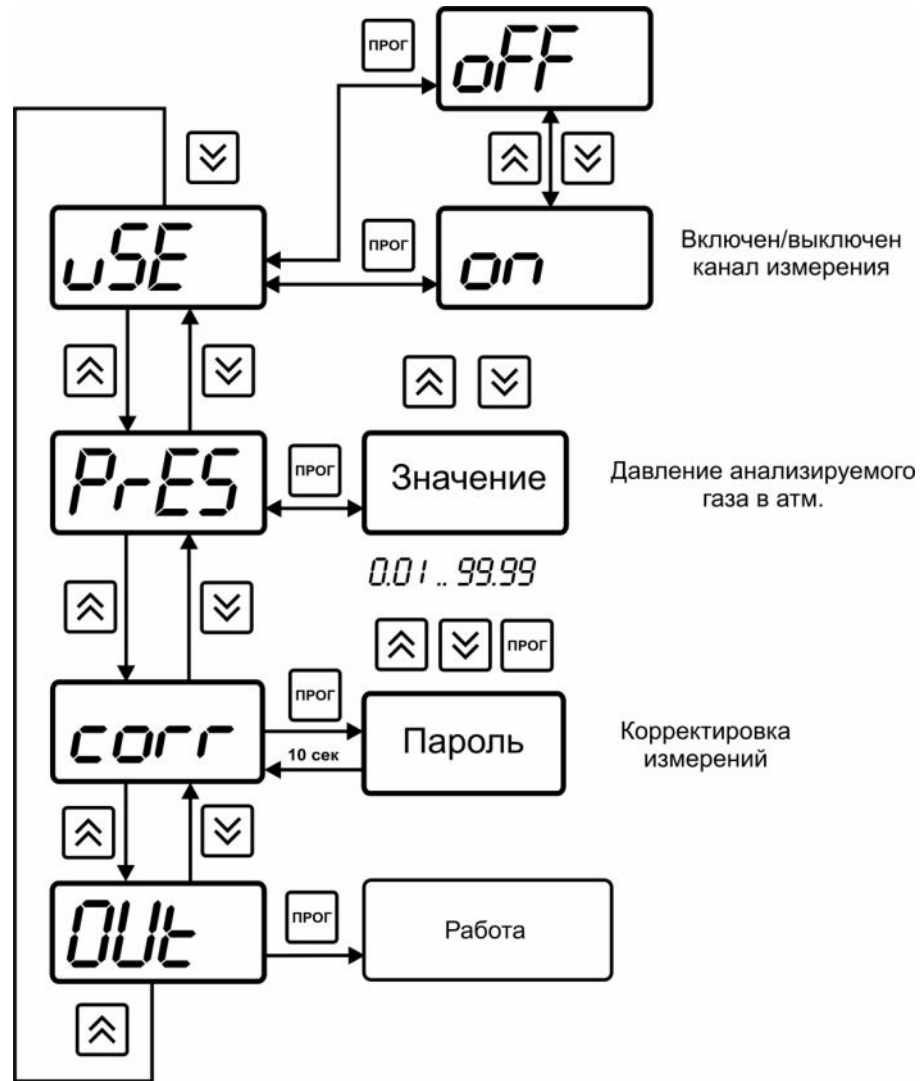 ПРОГ
oFF
uSE
ПРОГ
on
Включен/выключен
канал измерения
PrES
ПРОГ
Значение
Давление анализируемого
газа в атм.
0.01 .. 99.99
ПРОГ
corr
ПРОГ
10 сек
Пароль
Корректировка
измерений
OUt
ПРОГ
Работа